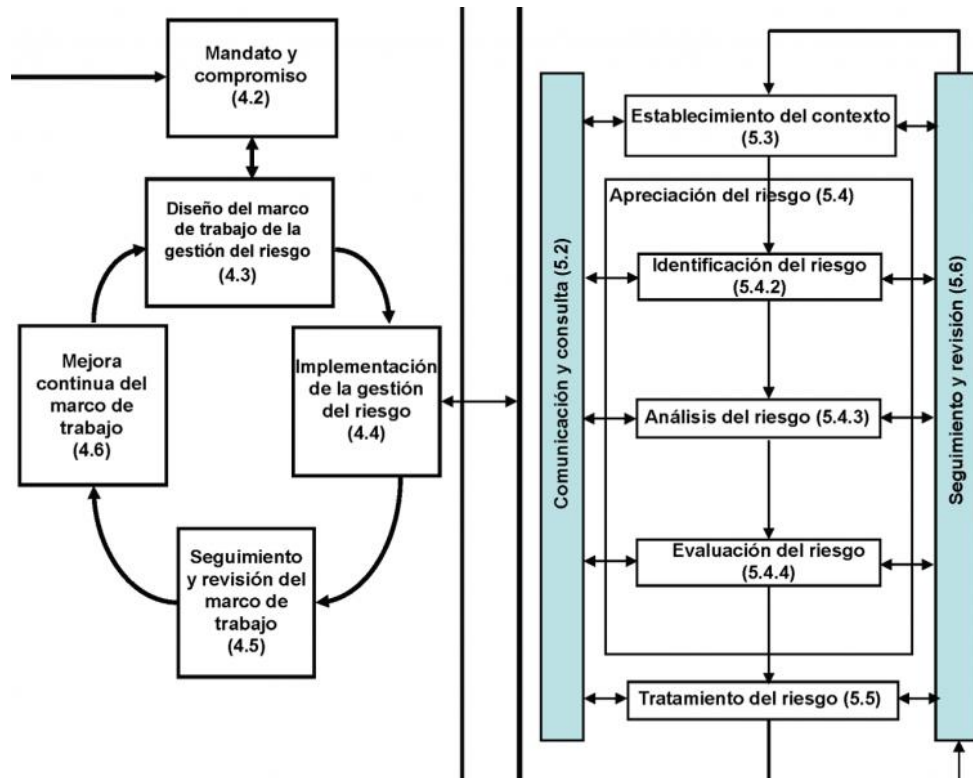 Mandato y
compromiso
(4.2)
Diseño del marco
de trabajo de la
gestión del riesgo
(4.3)
Mejora
continua del
marco de
trabajo
(4.6)
Implementación
de la gestión
del riesgo
(4.4)
Seguimiento
y revisión del
marco de
trabajo
(4.5)
Comunicación y consulta (5.2)
Establecimiento del contexto
(5.3)
Apreciación del riesgo (5.4)
Identificación del riesgo
(5.4.2)
Análisis del riesgo (5.4.3)
Evaluación del riesgo
(5.4.4)
Tratamiento del riesgo (5.5)
Seguimiento y revisión (5.6)